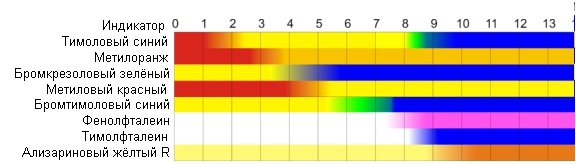 Индикатор 0 1 2 3 4 5 6 7 8 9 10 11 12 13
Тимоловый синий
Метилоранж
Бромкрезоловый зелёный
Метиловый красный
Бромтимоловый синий
Фенолфталеин
Тимолфталеин
Ализариновый жёлтый R